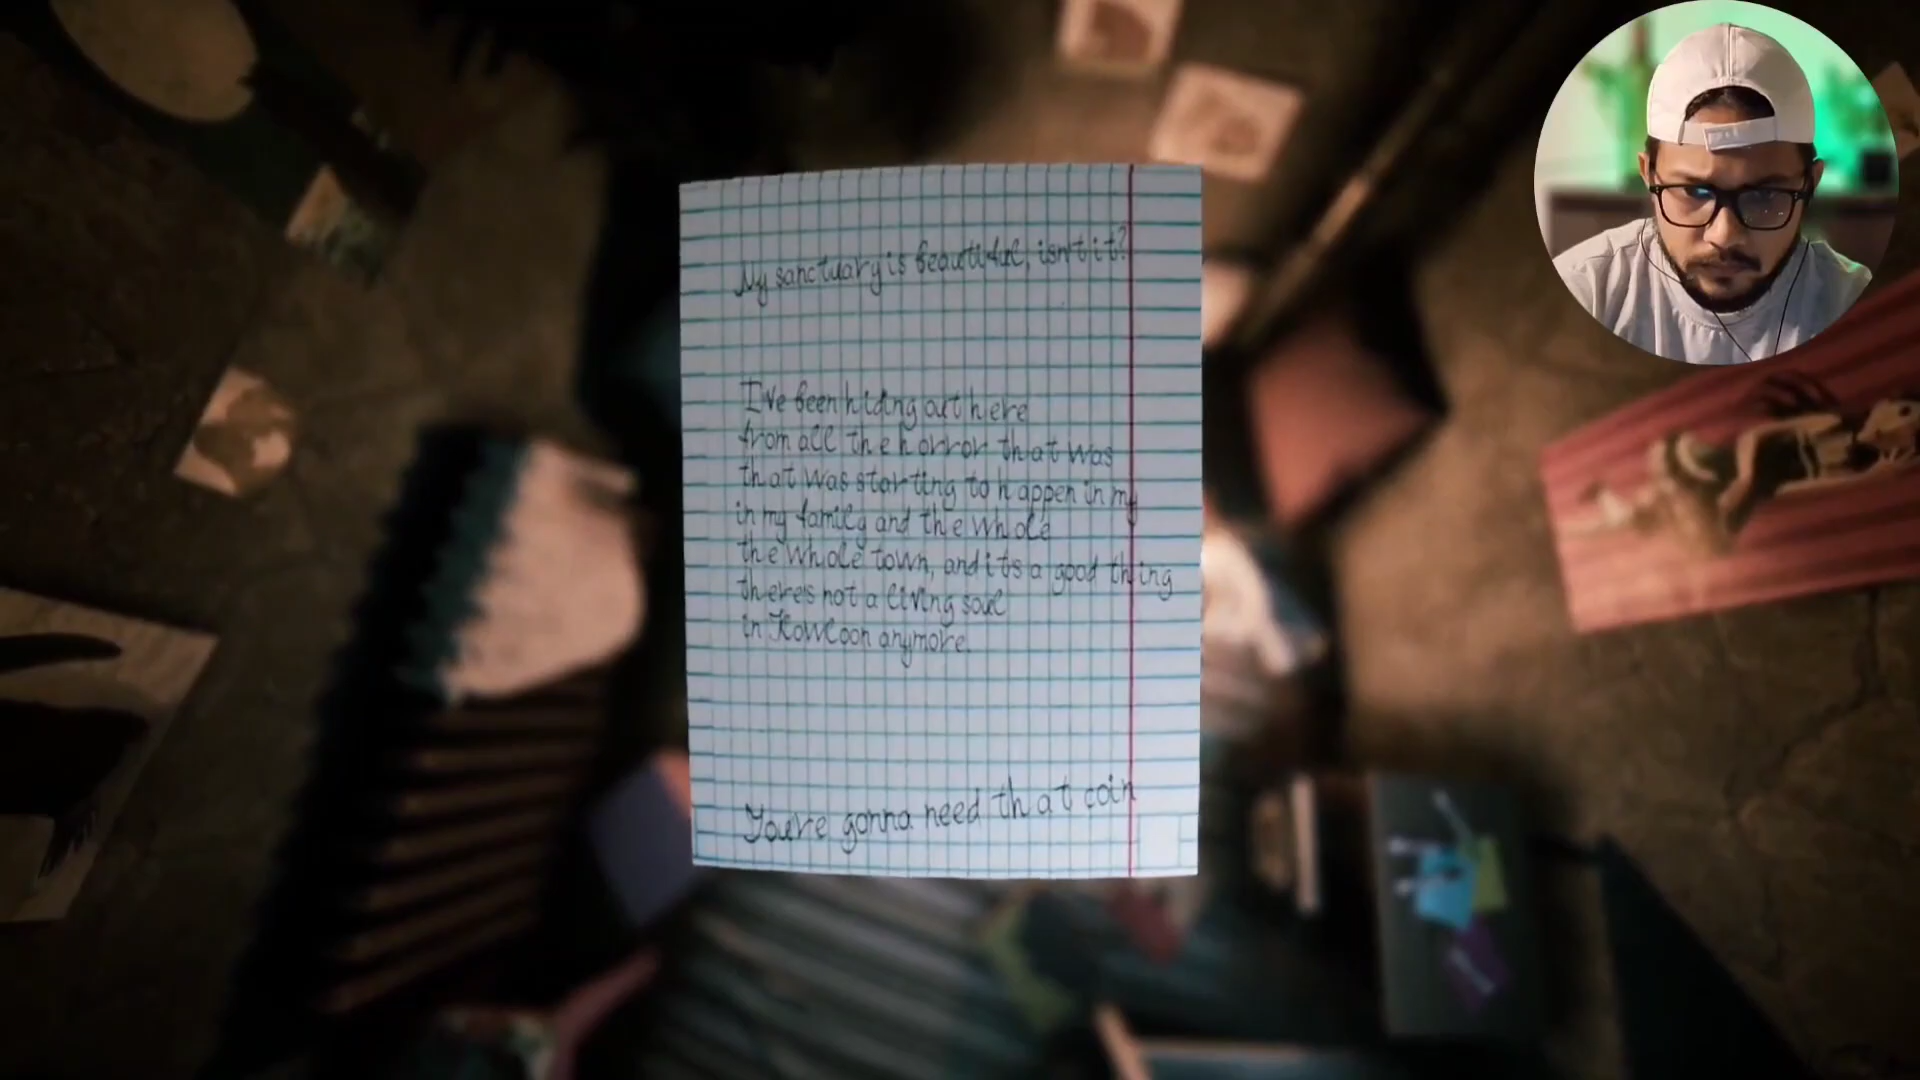 My sanctuary is beautiful, isn't it?
I've been hiding out here
from all the horror that was
that was starting to happen in my
in my family and the whole
the whole town, and it's a good thing
there's not a living soul
in Kowloon anymore.
You're gonna need that coin